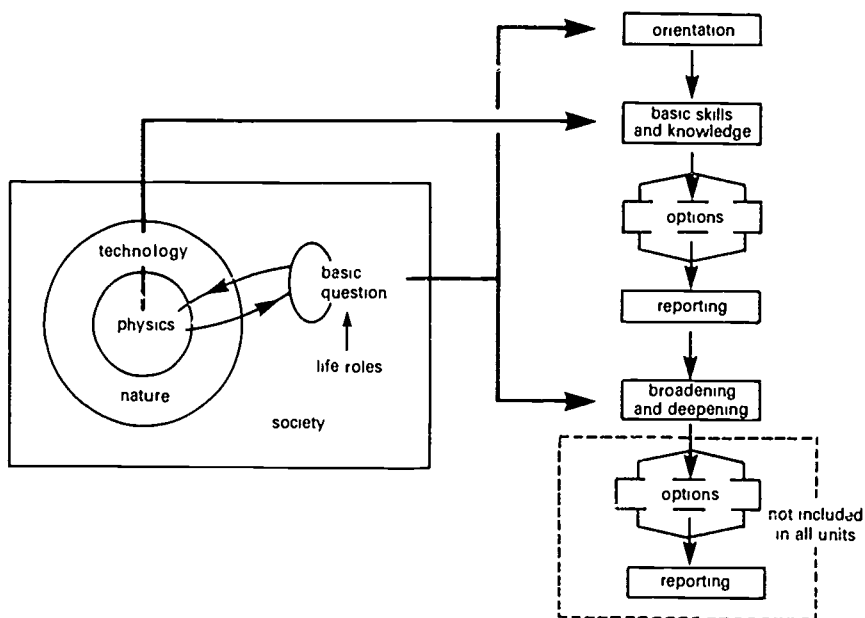 orientation
basic skills
and knowledge
options
reporting
broadening
and deepening
options
reporting
not included
in all units
technology
physics
nature
basic
question
life roles
society